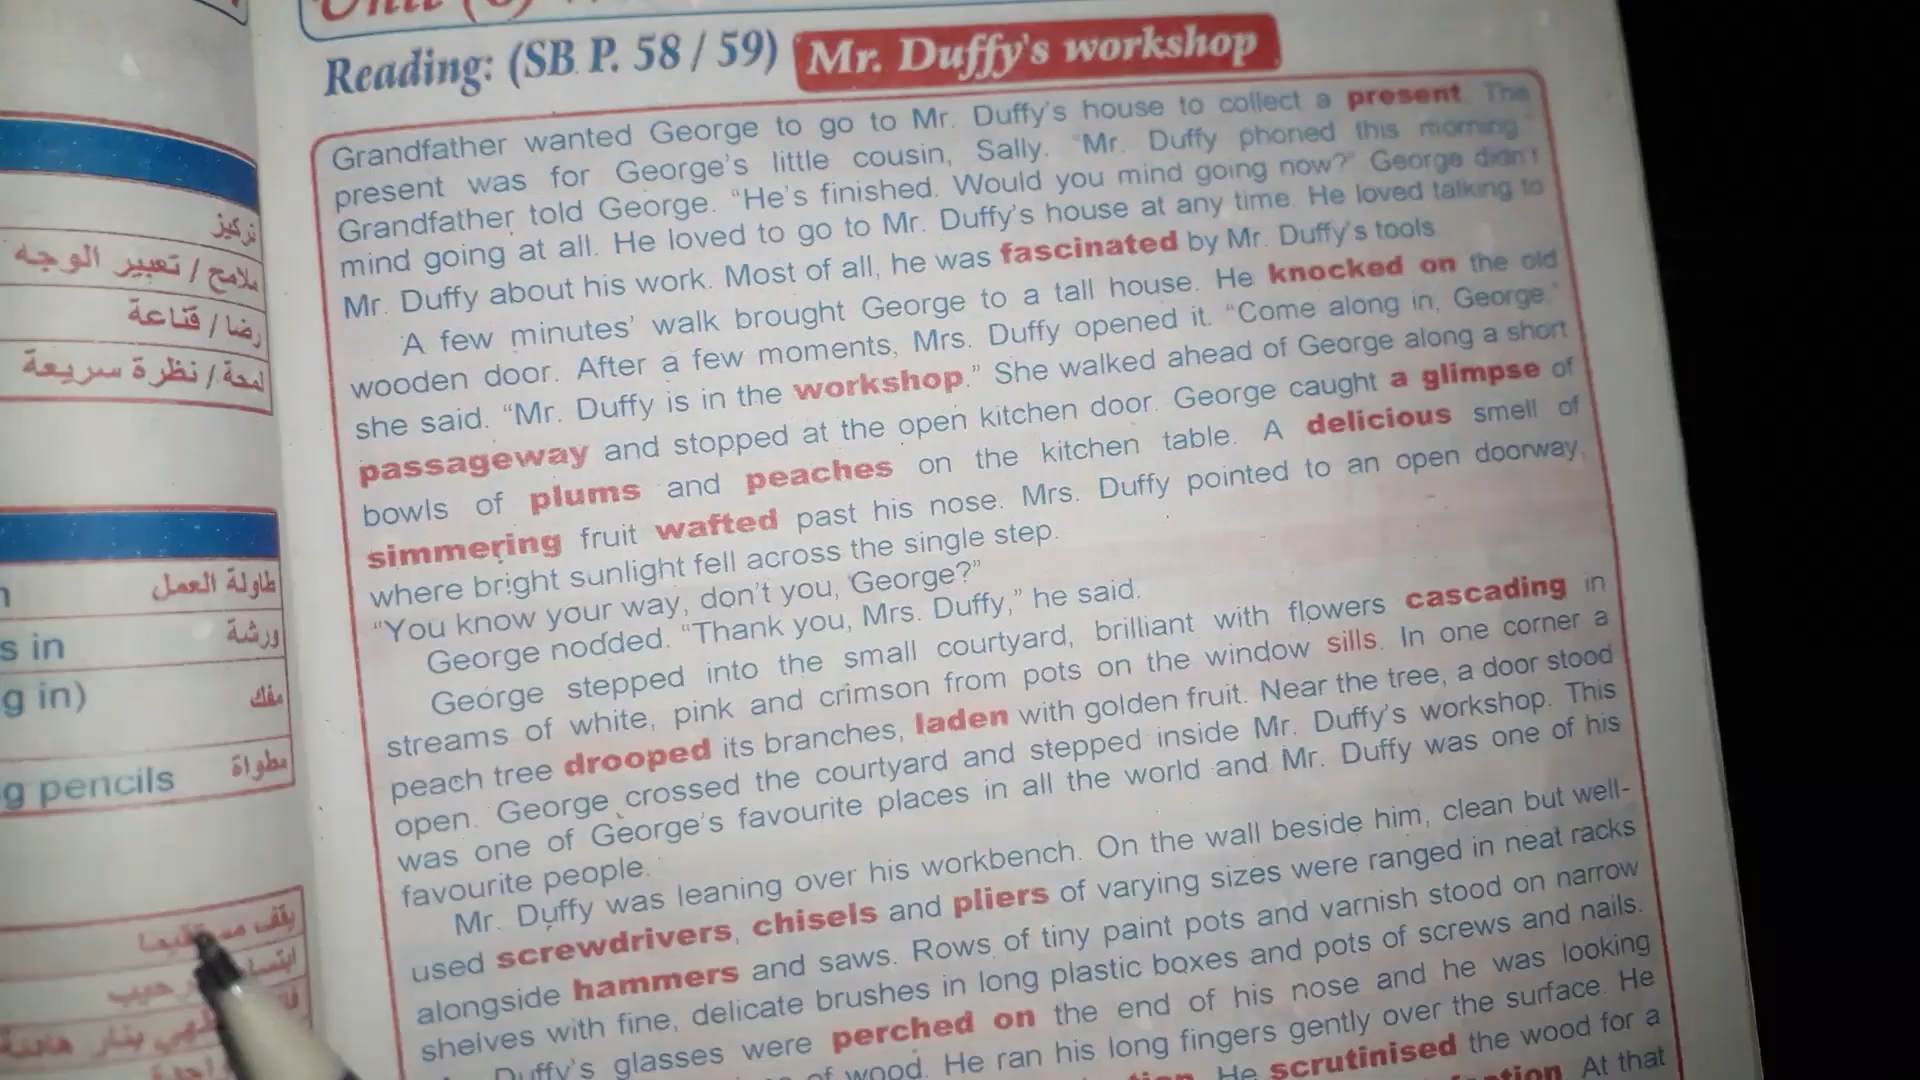 Reading: (SB P. 58 / 59) Mr. Duffy's workshop
Grandfather wanted George to go to Mr. Duffy's house to collect a present. The
present was for George's little cousin, Sally. "Mr. Duffy phoned this morning,"
Grandfather told George. "He's finished. Would you mind going now?" George didn't
mind going at all. He loved to go to Mr. Duffy's house at any time. He loved talking to
Mr. Duffy about his work. Most of all, he was fascinated by Mr. Duffy's tools
A few minutes' walk brought George to a tall house. He knocked on the old
wooden door. After a few moments, Mrs. Duffy opened it. "Come along in, George."
she said. "Mr. Duffy is in the workshop." She walked ahead of George along a short
passageway and stopped at the open kitchen door. George caught a glimpse of
bowls of plums and peaches on the kitchen table. A delicious smell of
simmering fruit wafted past his nose. Mrs. Duffy pointed to an open doorway,
where bright sunlight fell across the single step.
"You know your way, don't you, George?"
George nodded. "Thank you, Mrs. Duffy," he said.
George stepped into the small courtyard, brilliant with flowers cascading in
streams of white, pink and crimson from pots on the window sills. In one corner a
peach tree drooped its branches, laden with golden fruit. Near the tree, a door stood
open. George crossed the courtyard and stepped inside Mr. Duffy's workshop. This
was one of George's favourite places in all the world and Mr. Duffy was one of his
favourite people.
Mr. Duffy was leaning over his workbench. On the wall beside him, clean but well-
used screwdrivers, chisels and pliers of varying sizes were ranged in neat racks
alongside hammers and saws. Rows of tiny paint pots and varnish stood on narrow
shelves with fine, delicate brushes in long plastic boxes and pots of screws and nails.
Duffy's glasses were perched on the end of his nose and he was looking
of wood. He ran his long fingers gently over the surface. He
He scrutinised the wood for a
At that
تركيز
ملامح / تعبير الوجه
رضا / قناعة
لمحة / نظرة سريعة
طاولة العمل
s in ورشة
g in) مفك
g pencils مطواة
يقف